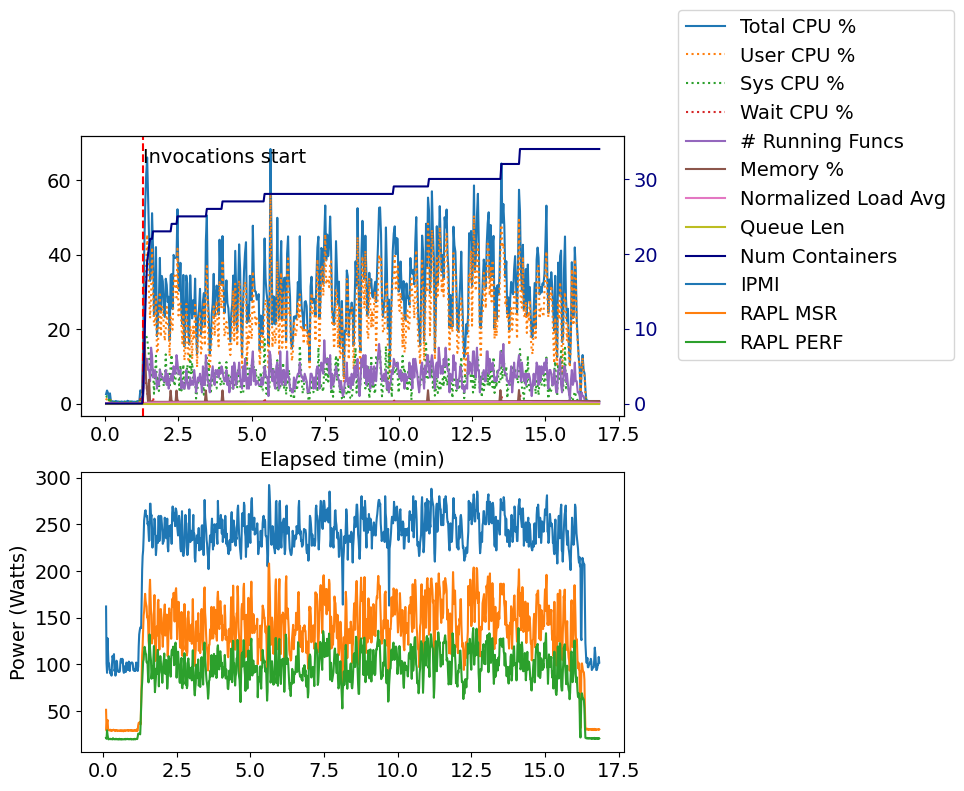 Total CPU %
User CPU %
Sys CPU %
Wait CPU %
# Running Funcs
Memory %
Normalized Load Avg
Queue Len
Num Containers
IPMI
RAPL MSR
RAPL PERF
Invocations start
60
40
20
0
30
20
10
0
0.0 2.5 5.0 7.5 10.0 12.5 15.0 17.5
Elapsed time (min)
Power (Watts)
300
250
200
150
100
50
0.0 2.5 5.0 7.5 10.0 12.5 15.0 17.5